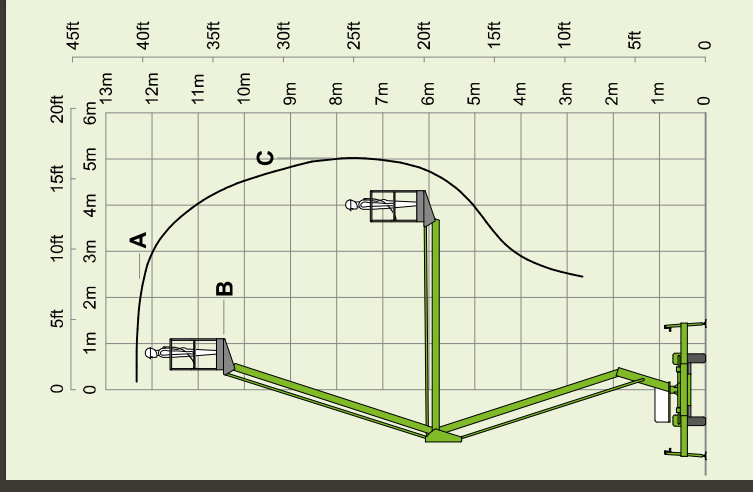 45ft 40ft 35ft 30ft 25ft 20ft 15ft 10ft 5ft 0
13m 12m 11m 10m 9m 8m 7m 6m 5m 4m 3m 2m 1m 0
20ft 15ft 10ft 5ft 0
6m 5m 4m 3m 2m 1m 0
C
A
B